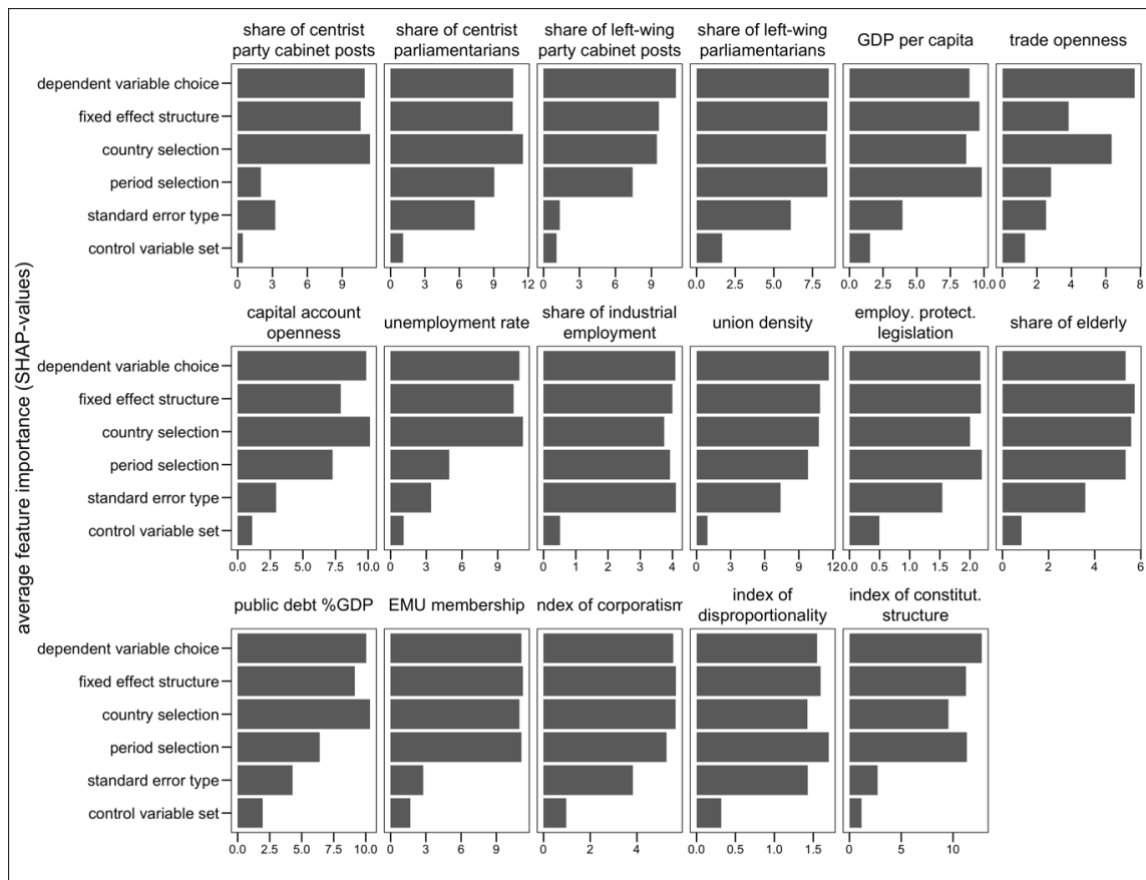 average feature importance (SHAP-values)
share of centrist
party cabinet posts
share of centrist
parliamentarians
share of left-wing
party cabinet posts
share of left-wing
parliamentarians
GDP per capita
trade openness
dependent variable choice
fixed effect structure
country selection
period selection
standard error type
control variable set
0 3 6 9
0 3 6 9 12
0 3 6 9
0.0 2.5 5.0 7.5
0.0 2.5 5.0 7.5 10.0
0 2 4 6 8
capital account
openness
unemployment rate
share of industrial
employment
union density
employ. protect.
legislation
share of elderly
dependent variable choice
fixed effect structure
country selection
period selection
standard error type
control variable set
0.0 2.5 5.0 7.5 10.0
0 3 6 9
0 1 2 3 4
0 3 6 9 12
0.0 0.5 1.0 1.5 2.0
0 2 4 6
public debt %GDP
EMU membership
ndex of corporatism
index of
disproportionality
index of constitut.
structure
dependent variable choice
fixed effect structure
country selection
period selection
standard error type
control variable set
0.0 2.5 5.0 7.5 10.0
0 3 6 9
0 2 4
0.0 0.5 1.0 1.5
0 5 10